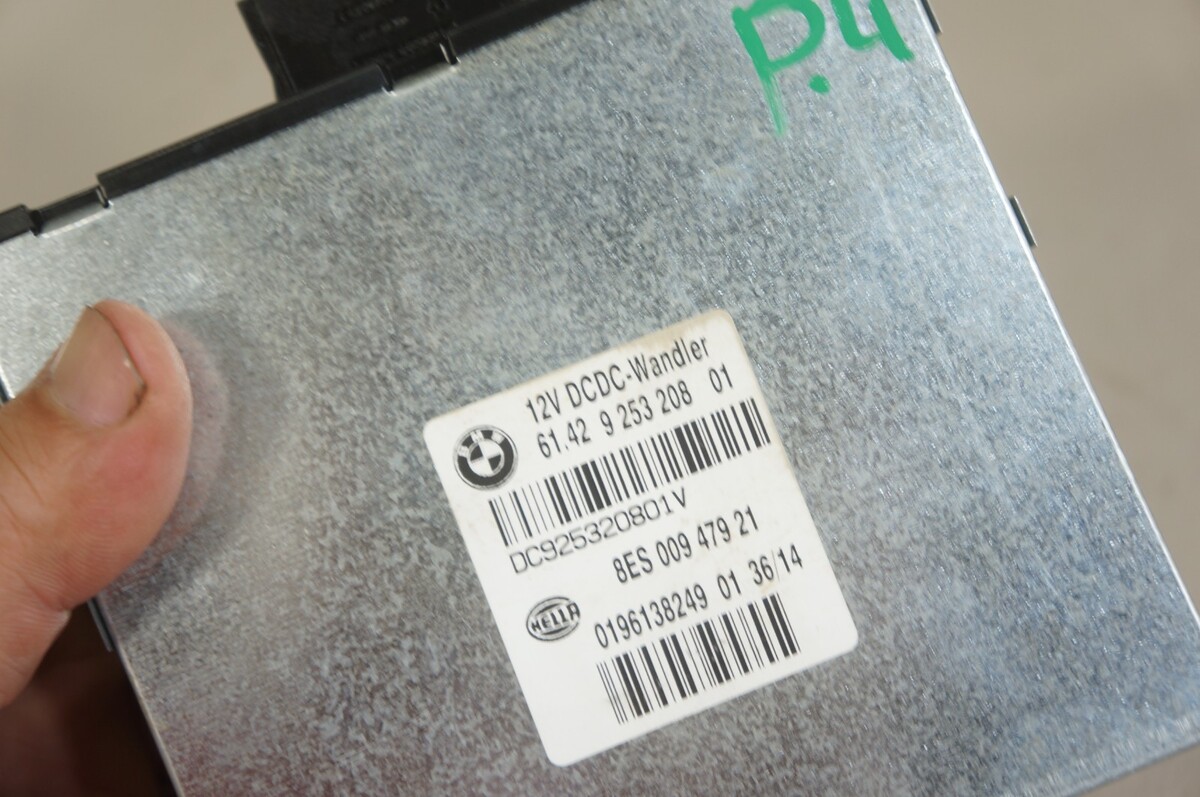 P.4
12V DCDC-Wandler
61.42 9 253 208 01
BMW
DC925320801V
8ES 009 479 21
HELLA
0196138249 01 36/14